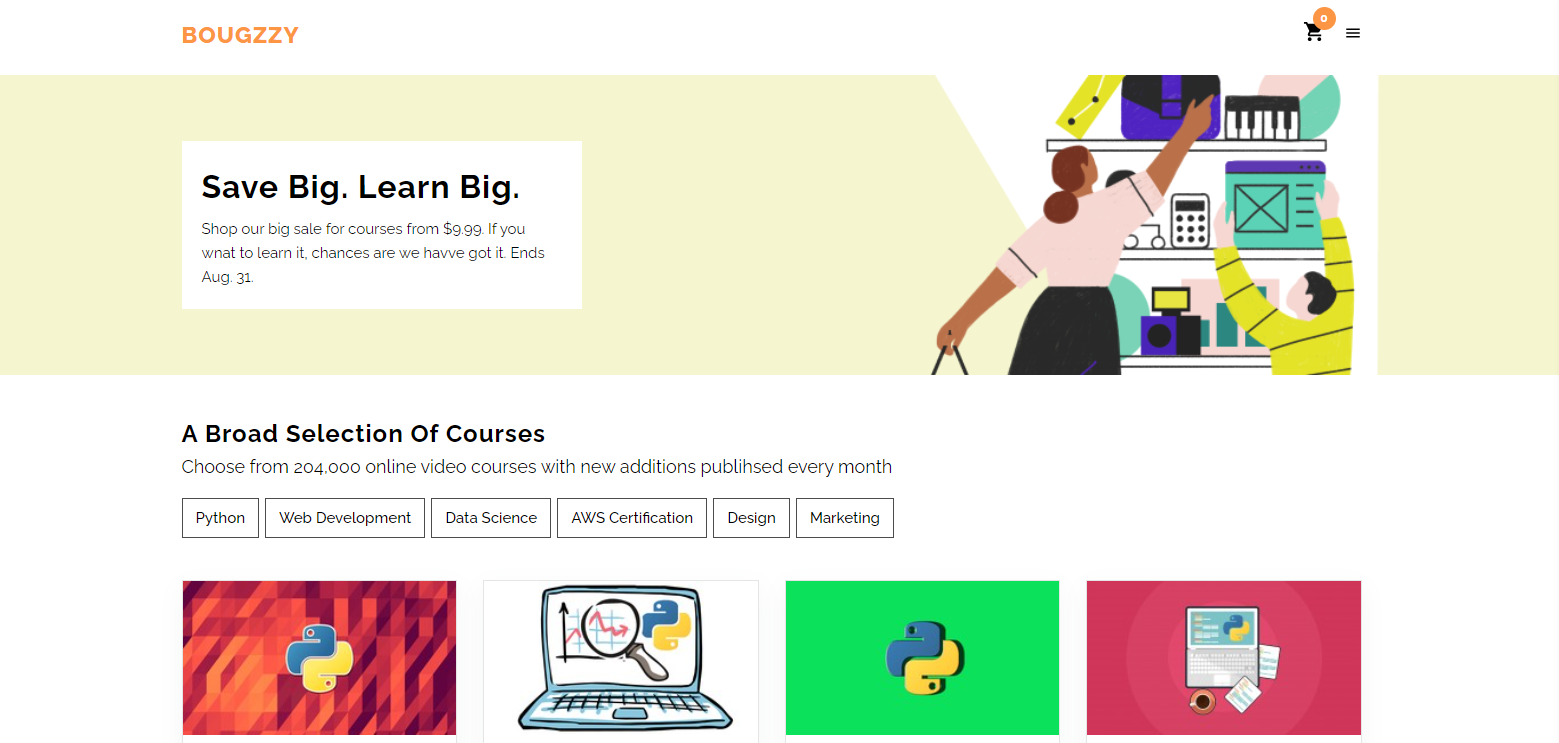 BOUGZZY
0
Save Big. Learn Big.
Shop our big sale for courses from $9.99. If you
wnat to learn it, chances are we havve got it. Ends
Aug. 31.
A Broad Selection Of Courses
Choose from 204,000 online video courses with new additions publihsed every month
Python
Web Development
Data Science
AWS Certification
Design
Marketing